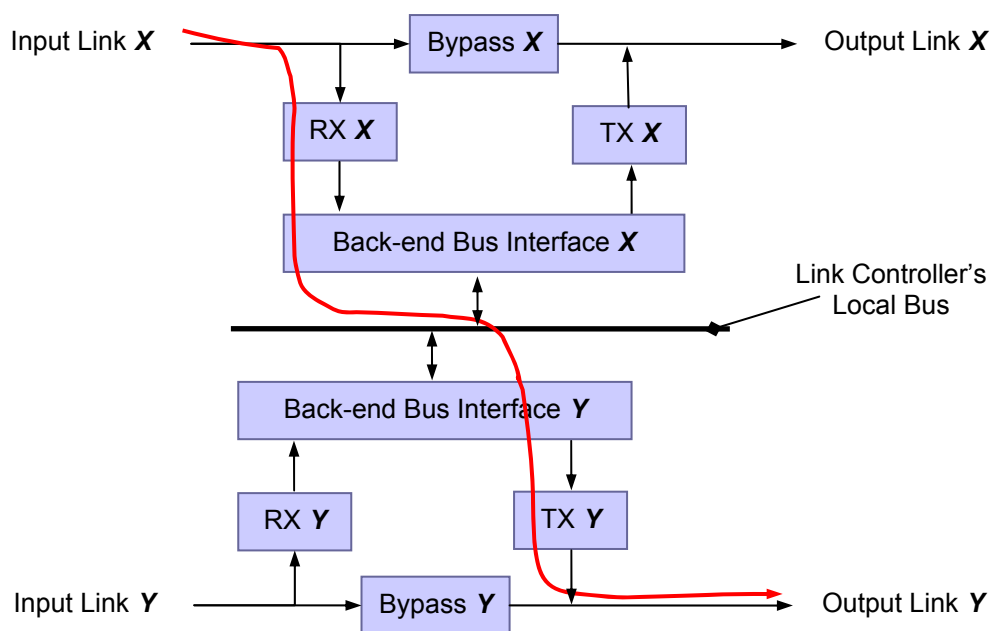 Input Link X
Bypass X
Output Link X
RX X
TX X
Back-end Bus Interface X
Link Controller's
Local Bus
Back-end Bus Interface Y
RX Y
TX Y
Input Link Y
Bypass Y
Output Link Y